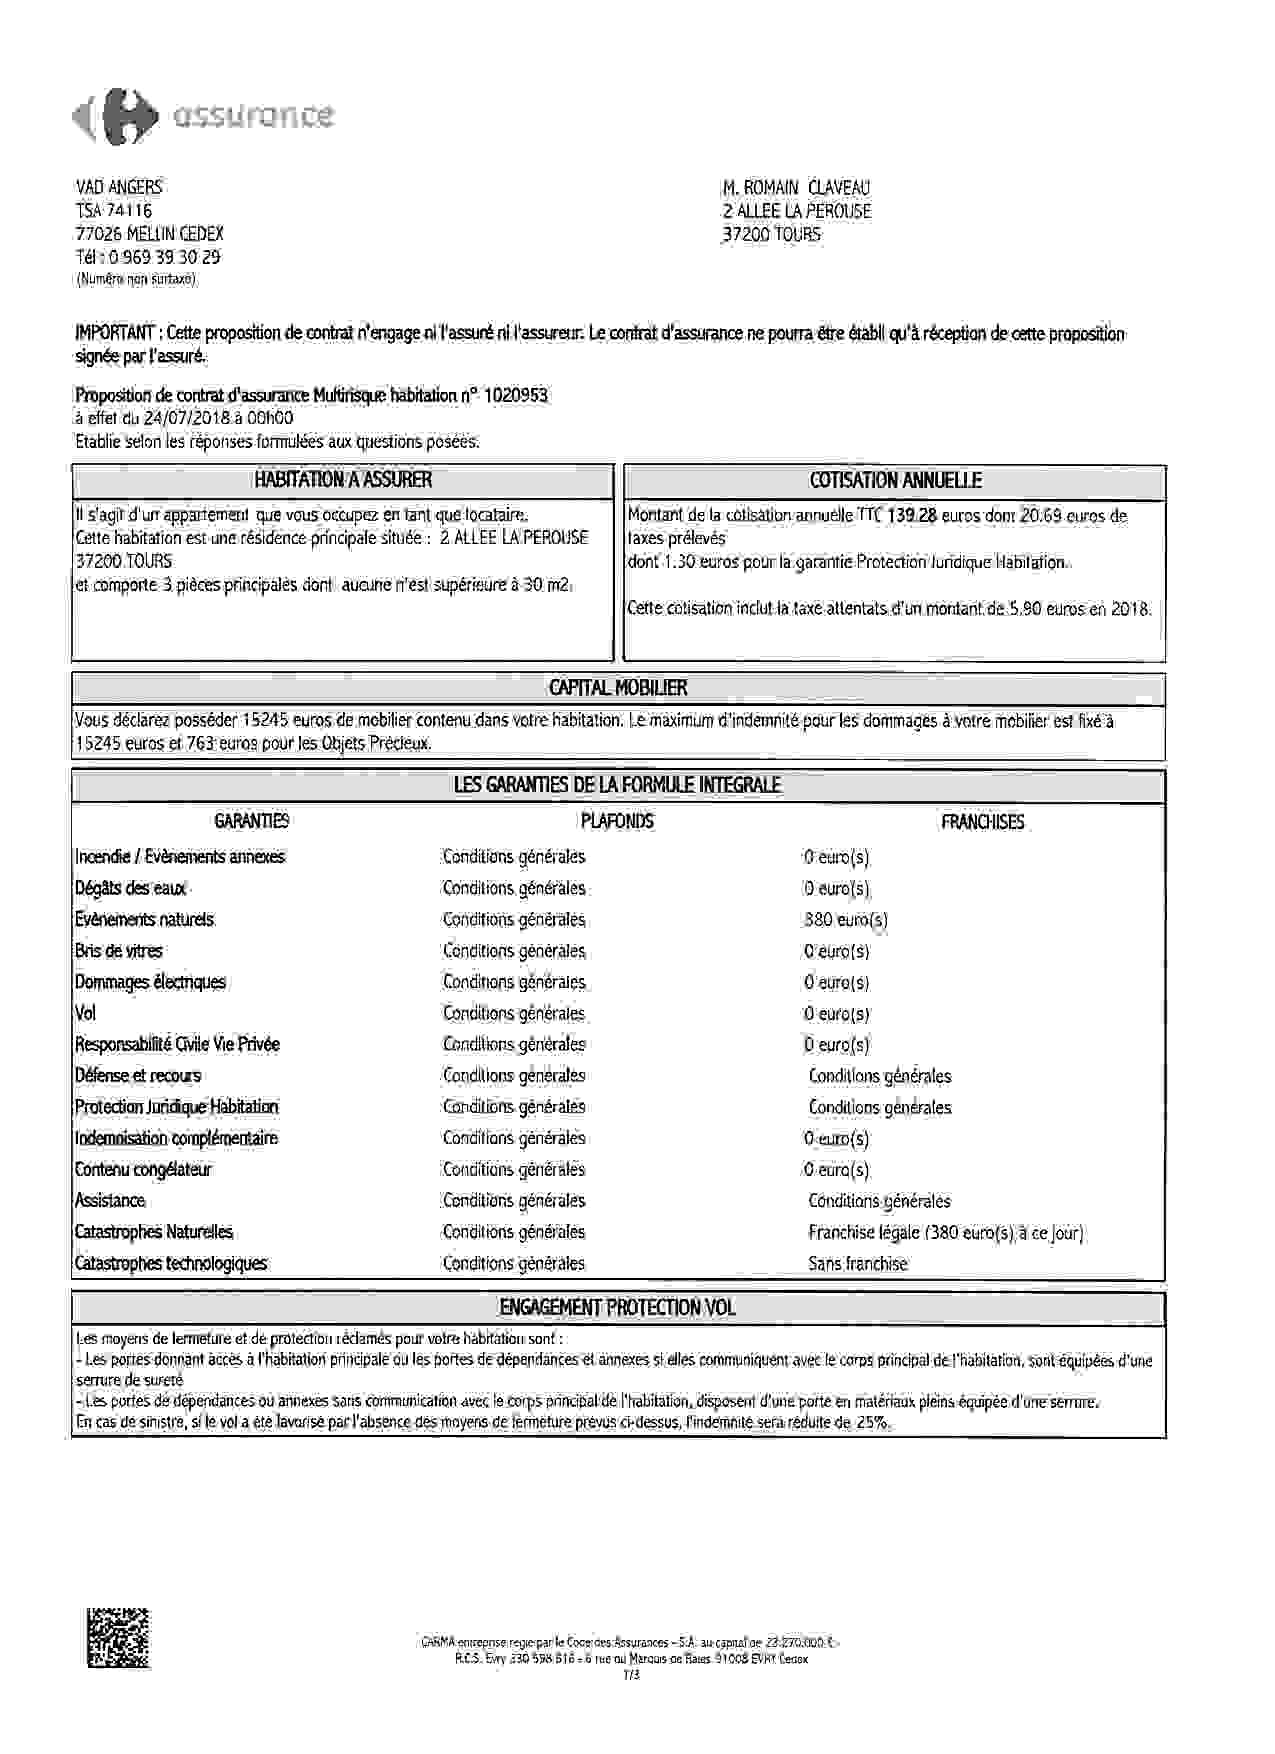 assurance
VAD ANGERS
TSA 74116
77026 MELUN CEDEX
Tél : 0 969 39 30 29
(Numéro non surtaxé)
M. ROMAIN CLAVEAU
2 ALLEE LA PEROUSE
37200 TOURS
IMPORTANT : Cette proposition de contrat n'engage ni l'assuré ni l'assureur. Le contrat d'assurance ne pourra être établi qu'à réception de cette proposition
signée par l'assuré.
Proposition de contrat d'assurance Multirisque habitation n° 1020953
à effet du 24/07/2018 à 00h00
Etablie selon les réponses formulées aux questions posées.
HABITATION A ASSURER
Il s'agit d'un appartement que vous occupez en tant que locataire.
Cette habitation est une résidence principale située : 2 ALLEE LA PEROUSE
37200 TOURS
et comporte 3 pièces principales dont aucune n'est supérieure à 30 m2.
COTISATION ANNUELLE
Montant de la cotisation annuelle TTC 139.28 euros dont 20.69 euros de
taxes prélevés
dont 1.30 euros pour la garantie Protection Juridique Habitation.
Cette cotisation inclut la taxe attentats d'un montant de 5.90 euros en 2018.
CAPITAL MOBILIER
Vous déclarez posséder 15245 euros de mobilier contenu dans votre habitation. Le maximum d'indemnité pour les dommages à votre mobilier est fixé à
15245 euros et 763 euros pour les Objets Précieux.
LES GARANTIES DE LA FORMULE INTEGRALE
GARANTIES PLAFONDS FRANCHISES
Incendie / Evènements annexes Conditions générales 0 euro(s)
Dégâts des eaux Conditions générales 0 euro(s)
Evènements naturels Conditions générales 380 euro(s)
Bris de vitres Conditions générales 0 euro(s)
Dommages électriques Conditions générales 0 euro(s)
Vol Conditions générales 0 euro(s)
Responsabilité Civile Vie Privée Conditions générales 0 euro(s)
Défense et recours Conditions générales Conditions générales
Protection Juridique Habitation Conditions générales Conditions générales
Indemnisation complémentaire Conditions générales 0 euro(s)
Contenu congélateur Conditions générales 0 euro(s)
Assistance Conditions générales Conditions générales
Catastrophes Naturelles Conditions générales Franchise légale (380 euro(s) à ce jour)
Catastrophes technologiques Conditions générales Sans franchise
ENGAGEMENT PROTECTION VOL
Les moyens de fermeture et de protection réclamés pour votre habitation sont :
- Les portes donnant accès à l'habitation principale ou les portes de dépendances et annexes si elles communiquent avec le corps principal de l'habitation, sont équipées d'une
serrure de sureté
- Les portes de dépendances ou annexes sans communication avec le corps principal de l'habitation, disposent d'une porte en matériaux pleins équipée d'une serrure.
En cas de sinistre, si le vol a été favorisé par l'absence des moyens de fermeture prévus ci-dessus, l'indemnité sera réduite de 25%.
CARMA entreprise régie par le Code des Assurances - S.A. au capital de 23.270.000 €
R.C.S. Evry 330 598 616 - 6 rue du Marquis de Raies 91008 EVRY Cedex
1/3